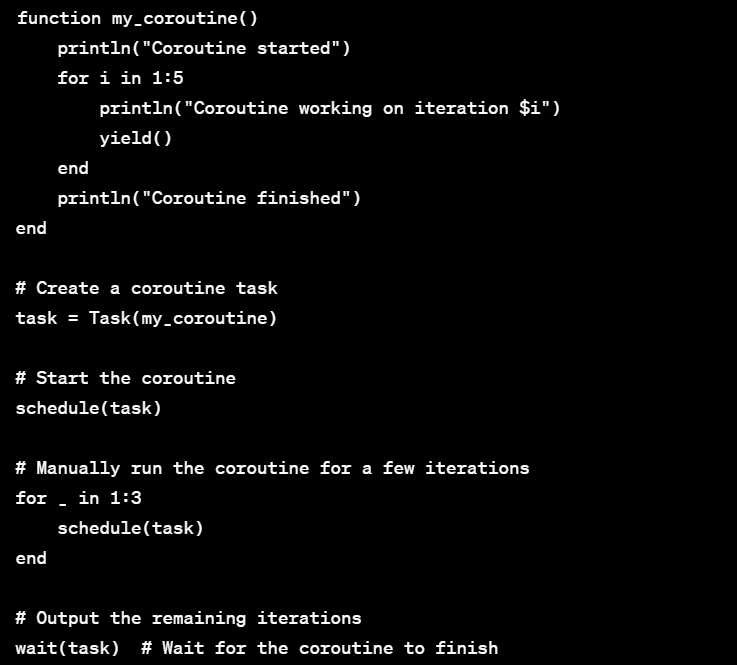 function my_coroutine()
    println("Coroutine started")
    for i in 1:5
        println("Coroutine working on iteration $i")
        yield()
    end
    println("Coroutine finished")
end

# Create a coroutine task
task = Task(my_coroutine)

# Start the coroutine
schedule(task)

# Manually run the coroutine for a few iterations
for _ in 1:3
    schedule(task)
end

# Output the remaining iterations
wait(task)  # Wait for the coroutine to finish